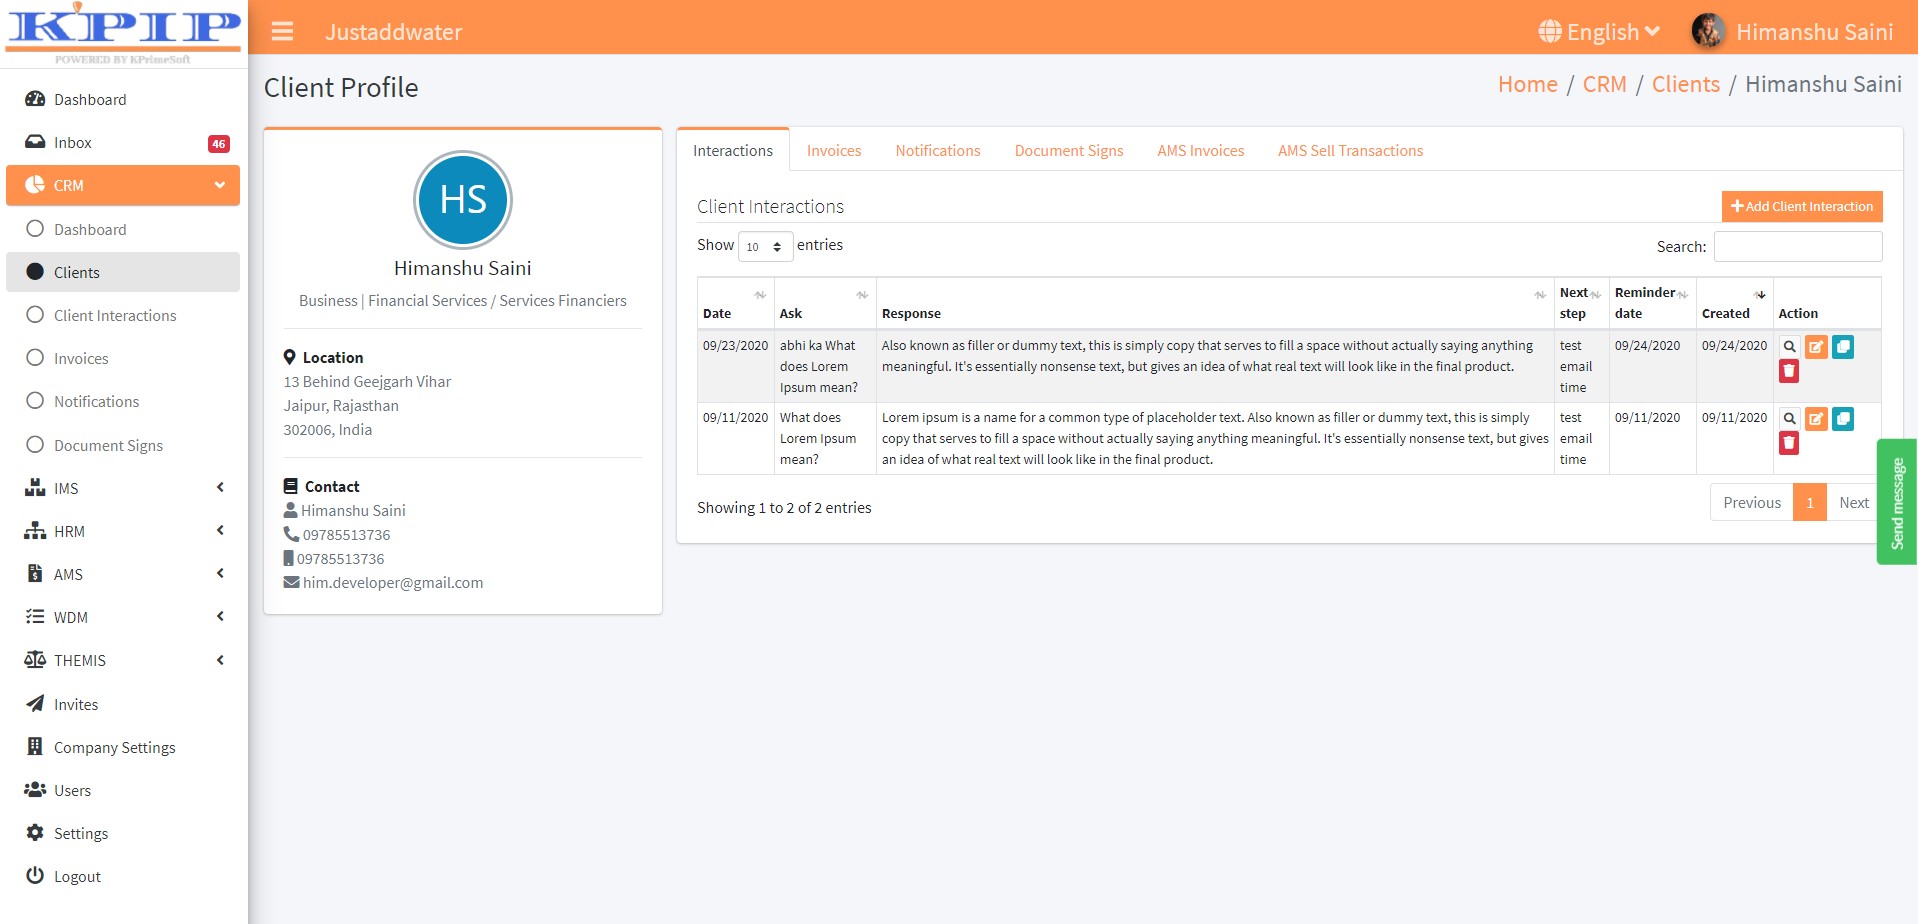 KPIP
POWERED BY KPrimeSoft
Justaddwater
English
Himanshu Saini
Dashboard
Inbox
46
CRM
Dashboard
Clients
Client Interactions
Invoices
Notifications
Document Signs
IMS
HRM
AMS
WDM
THEMIS
Invites
Company Settings
Users
Settings
Logout
Client Profile
Home / CRM / Clients / Himanshu Saini
HS
Himanshu Saini
Business | Financial Services / Services Financiers
Location
13 Behind Geejgarh Vihar
Jaipur, Rajasthan
302006, India
Contact
Himanshu Saini
09785513736
09785513736
him.developer@gmail.com
Interactions Invoices Notifications Document Signs AMS Invoices AMS Sell Transactions
Client Interactions
Add Client Interaction
Show 10 entries
Search:
Date Ask Response Next step Reminder date Created Action
09/23/2020
abhi ka What
does Lorem
Ipsum mean?
Also known as filler or dummy text, this is simply copy that serves to fill a space without actually saying anything
meaningful. It's essentially nonsense text, but gives an idea of what real text will look like in the final product.
test
email
time
09/24/2020
09/24/2020
09/11/2020
What does
Lorem Ipsum
mean?
Lorem ipsum is a name for a common type of placeholder text. Also known as filler or dummy text, this is simply
copy that serves to fill a space without actually saying anything meaningful. It's essentially nonsense text, but gives
an idea of what real text will look like in the final product.
test
email
time
09/11/2020
09/11/2020
Showing 1 to 2 of 2 entries
Previous 1 Next
Send message